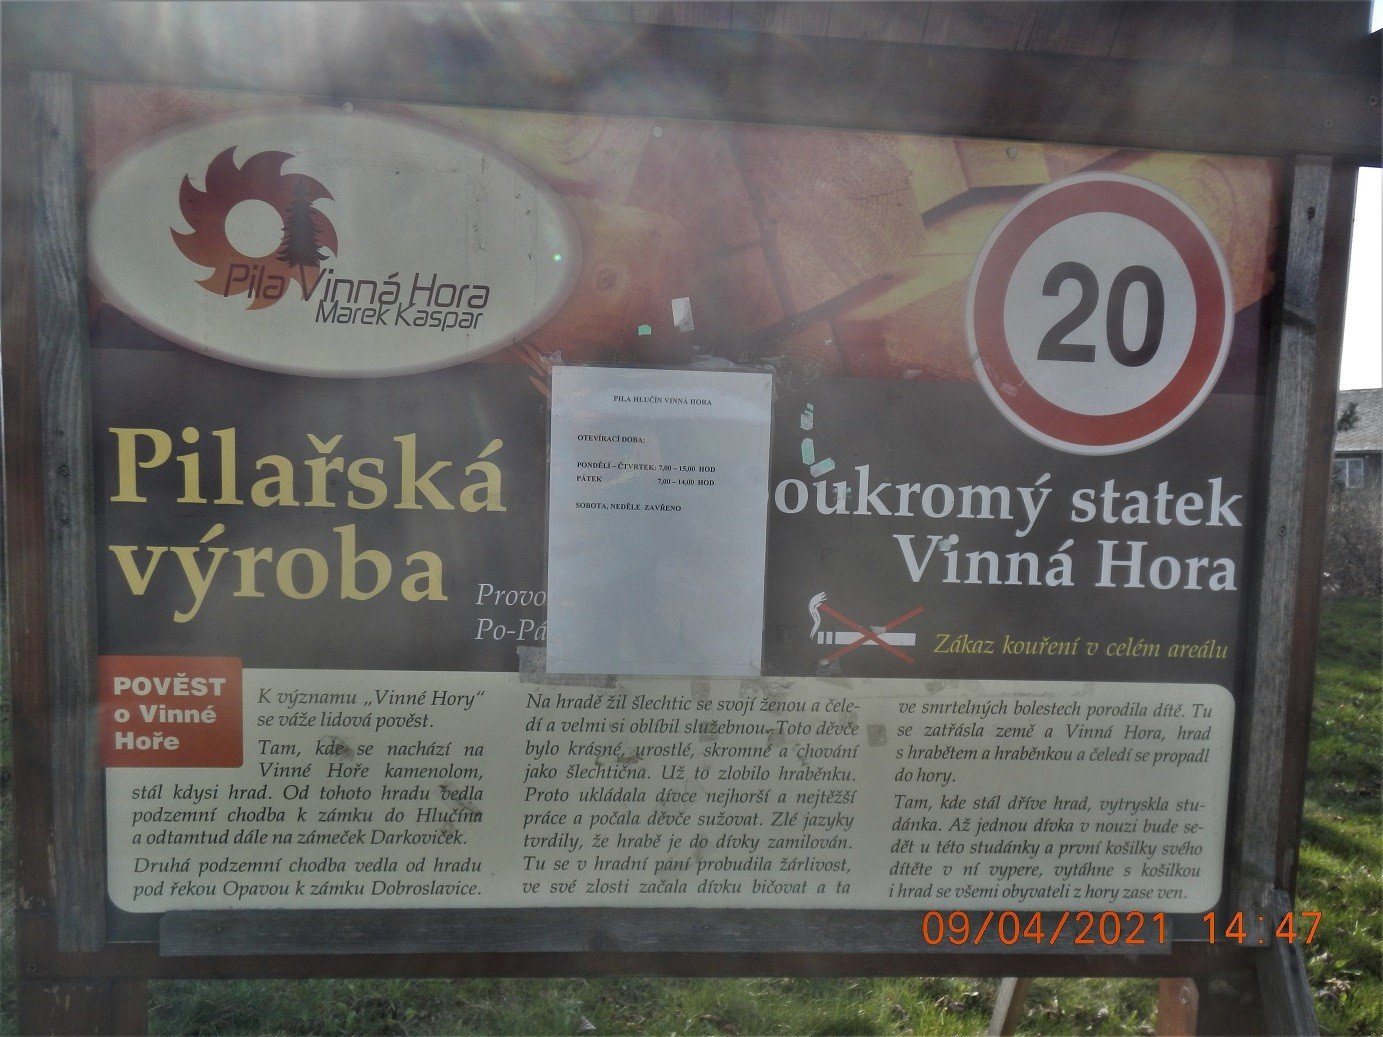 Pila Vinná Hora
Marek Kaspar
20
Pilařská
výroba
Provo
Po-Pá
PILA HLUČÍN VINNÁ HORA
OTEVÍRACÍ DOBA:
PONDĚLÍ – ČTVRTEK: 7,00 – 15,00 HOD
PÁTEK 7,00 – 14,00 HOD
SOBOTA, NEDĚLE ZAVŘENO
oukromý statek
Vinná Hora
Zákaz kouření v celém areálu
POVĚST
o Vinné
Hoře
K významu „Vinné Hory“
se váže lidová pověst.
Tam, kde se nachází na
Vinné Hoře kamenolom,
stál kdysi hrad. Od tohoto hradu vedla
podzemní chodba k zámku do Hlučína
a odtamtud dále na zámeček Darkoviček.
Druhá podzemní chodba vedla od hradu
pod řekou Opavou k zámku Dobroslavice.
Na hradě žil šlechtic se svojí ženou a čele-
dí a velmi si oblíbil služebnou. Toto děvče
bylo krásné, urostlé, skromné a chování
jako šlechtična. Už to zlobilo hraběnku.
Proto ukládala dívce nejhorší a nejtěžší
práce a počala děvče sužovat. Zlé jazyky
tvrdily, že hrabě je do dívky zamilován.
Tu se v hradní paní probudila žárlivost,
ve své zlosti začala dívku bičovat a ta
ve smrtelných bolestech porodila dítě. Tu
se zatřásla země a Vinná Hora, hrad
s hrabětem a hraběnkou a čeledí se propadl
do hory.
Tam, kde stál dříve hrad, vytryskla stu-
dánka. Až jednou dívka v nouzi bude se-
dět u této studánky a první košilky svého
dítěte v ní vypere, vytáhne s košilkou
i hrad se všemi obyvateli z hory zase ven.
09/04/2021 14:47